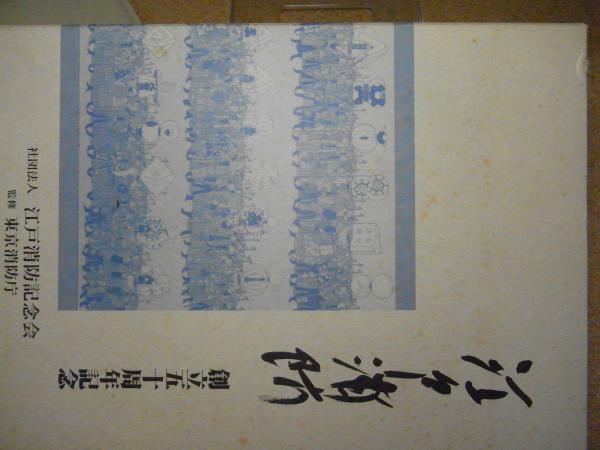 江戸消防
創立五十周年記念
社団法人 江戸消防記念会
監修 東京消防庁